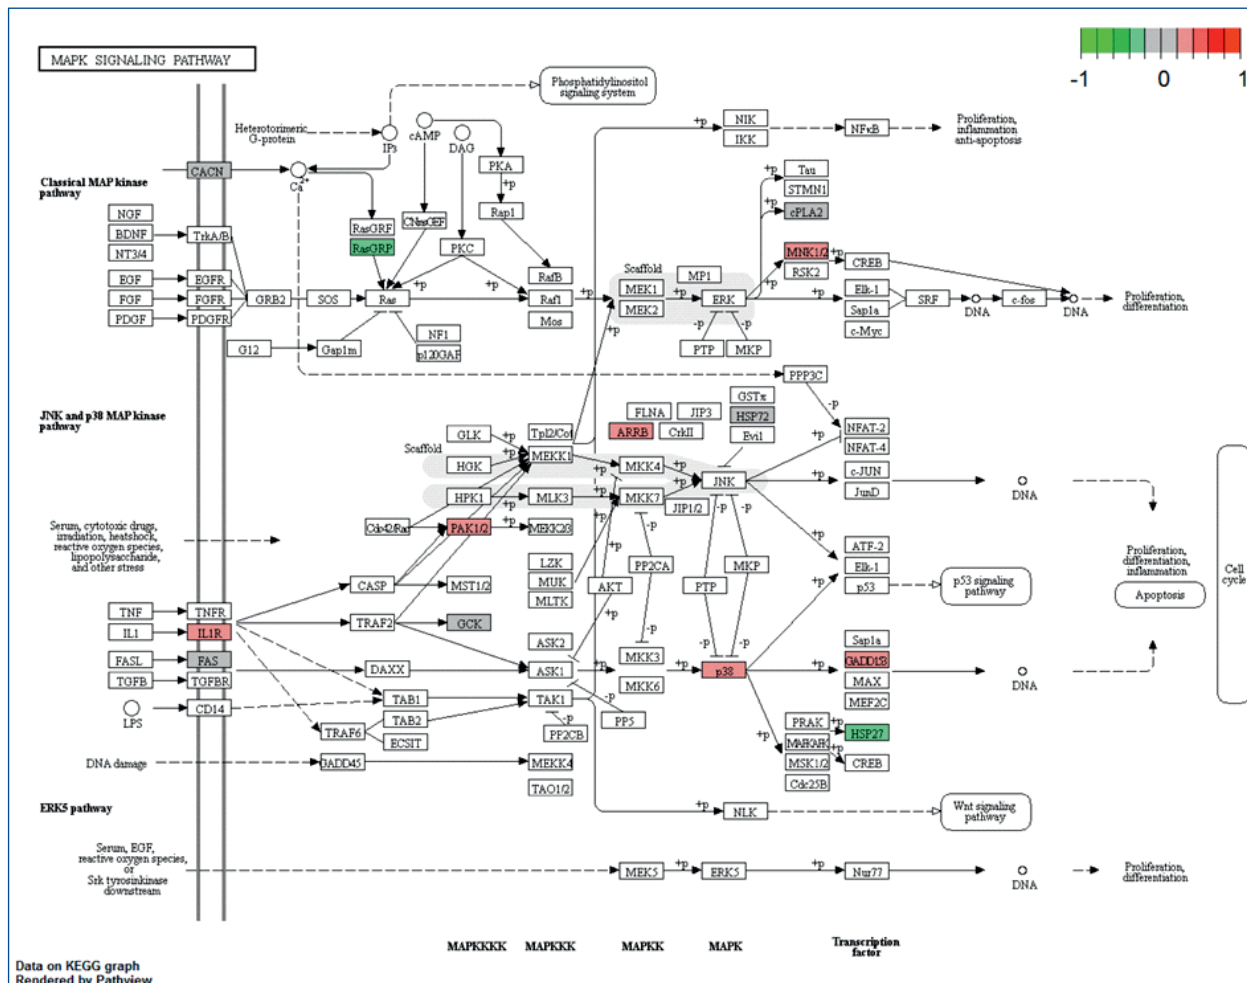 MAPK SIGNALING PATHWAY
-1 0 1
Phosphatidylinositol
signaling system
Heterotorimeric
G-protein
IP3
cAMP
DAG
NIK
IKK
NFκB
Proliferation,
inflammation
anti-apoptosis
+p
CACN
Ca2+
PKA
+p
Rap1
Tau
STMN1
cPLA2
+p
+p
Classical MAP kinase
pathway
NGF
BDNF
NT3/4
TrkA/B
RasGRF
RasGRP
CNrasGEF
PKC
MNK1/2
RSK2
+p
CREB
EGF
EGFR
FGF
FGFR
PDGF
PDGFR
GRB2
SOS
Ras
+p
+p
RafB
Raf1
Mos
+p
Scaffold
MEK1
MEK2
MP1
+p
ERK
+p
+p
Elk-1
Sap1a
c-Myc
SRF
DNA
c-fos
DNA
Proliferation,
differentiation
G12
Gap1m
NF1
p120GAP
+p
-p
-p
PTP
MKP
PPP3C
-p
JNK and p38 MAP kinase
pathway
Scaffold
GLK
HGK
HPK1
+p
+p
+p
Tpl2/Cot
MEKK1
MLK3
MEKK2/3
FLNA
JIP3
ARRB
CrkII
GSTπ
HSP72
Evi1
MKK4
MKK7
+p
+p
JNK
JIP1/2
NFAT-2
NFAT-4
+p
+p
c-JUN
JunD
DNA
Cdc42/Rac
PAK1/2
+p
+p
Serum, cytotoxic drugs,
irradiation, heatshock,
reactive oxygen species,
lipopolysaccharide,
and other stress
LZK
MUK
MLTK
+p
-p
PP2CA
AKT
-p
-p
-p
PTP
MKP
+p
ATF-2
Elk-1
p53
p53 signaling
pathway
Proliferation,
differentiation,
inflammation
Apoptosis
Cell
cycle
CASP
MST1/2
TNF
TNFR
IL1
IL1R
TRAF2
GCK
FASL
FAS
DAXX
TGFB
TGFBR
ASK2
ASK1
+p
+p
MKK3
MKK6
+p
-p
-p
p38
+p
+p
Sap1a
GADD153
MAX
MEF2C
DNA
LPS
CD14
TAB1
TAB2
TRAF6
ECSIT
TAK1
-p
PP2CB
-p
PP5
+p
PRAK
MSK1/2
Cdc25B
+p
+p
HSP27
CREB
DNA damage
GADD45
MEKK4
TAO1/2
ERK5 pathway
+p
NLK
Wnt signaling
pathway
Serum, EGF,
reactive oxygen species,
or
Srk tyrosinkinase
downstream
MEK5
+p
ERK5
+p
Nur77
DNA
Proliferation,
differentiation
MAPKKKK
MAPKKK
MAPKK
MAPK
Transcription
factor
Data on KEGG graph
Rendered by Pathview